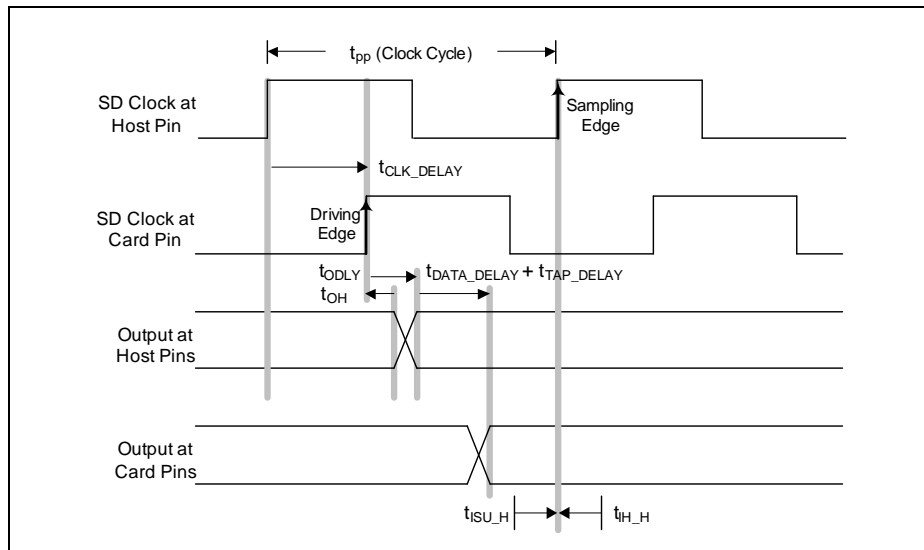 tpp (Clock Cycle)
SD Clock at
Host Pin
Sampling
Edge
tCLK_DELAY
SD Clock at
Card Pin
Driving
Edge
tODLY
tDATA_DELAY + tTAP_DELAY
tOH
Output at
Host Pins
Output at
Card Pins
tISU_H
tIH_H